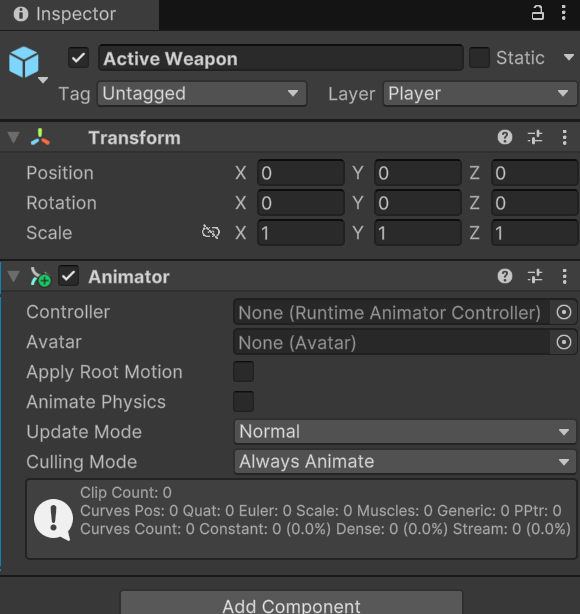 Inspector
Active Weapon Static
Tag Untagged Layer Player
Transform
Position X 0 Y 0 Z 0
Rotation X 0 Y 0 Z 0
Scale X 1 Y 1 Z 1
Animator
Controller None (Runtime Animator Controller)
Avatar None (Avatar)
Apply Root Motion
Animate Physics
Update Mode Normal
Culling Mode Always Animate
Clip Count: 0
Curves Pos: 0 Quat: 0 Euler: 0 Scale: 0 Muscles: 0 Generic: 0 PPtr: 0
Curves Count: 0 Constant: 0 (0.0%) Dense: 0 (0.0%) Stream: 0 (0.0%)
Add Component